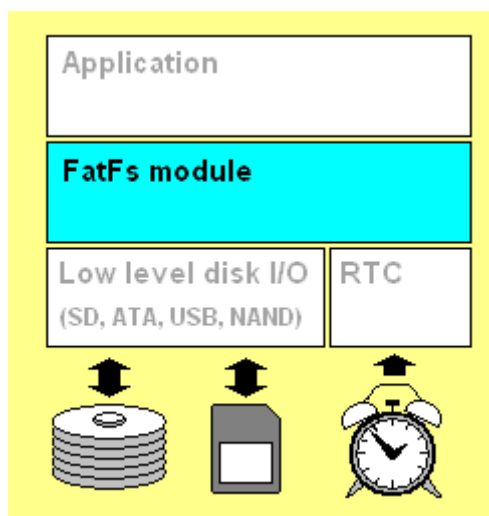 Application
FatFs module
Low level disk I/O
(SD, ATA, USB, NAND)
RTC